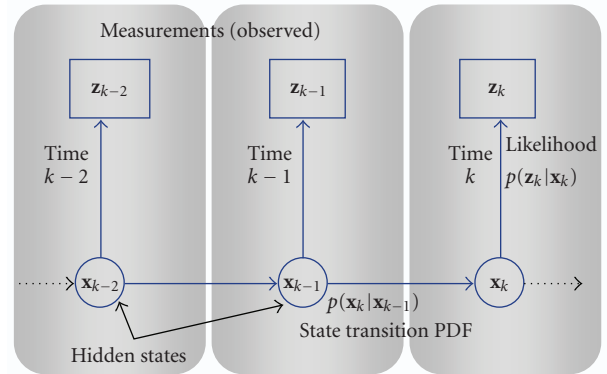 Measurements (observed)
z_{k−2}
z_{k−1}
z_k
Time
k − 2
Time
k − 1
Time
k
Likelihood
p(z_k|x_k)
x_{k−2}
x_{k−1}
x_k
p(x_k|x_{k−1})
State transition PDF
Hidden states